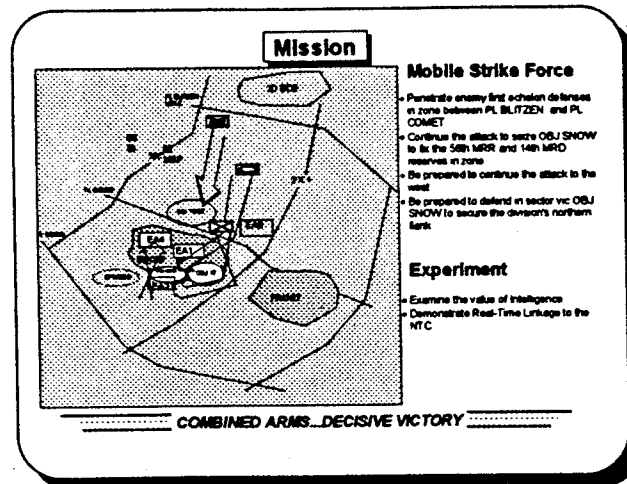 Mission
Mobile Strike Force
Penetrate enemy first echelon defenses
in zone between PL BLITZEN and PL
COMET
Continue the attack to seize OBJ SNOW
to fix the 56th MRR and 14th MRD
reserves in zone
Be prepared to continue the attack to the
west
Be prepared to defend in sector vic OBJ
SNOW to secure the division's northern
flank
Experiment
Examine the value of Intelligence
Demonstrate Real-Time Linkage to the
NTC
EA4
EA1
COMBINED ARMS...DECISIVE VICTORY